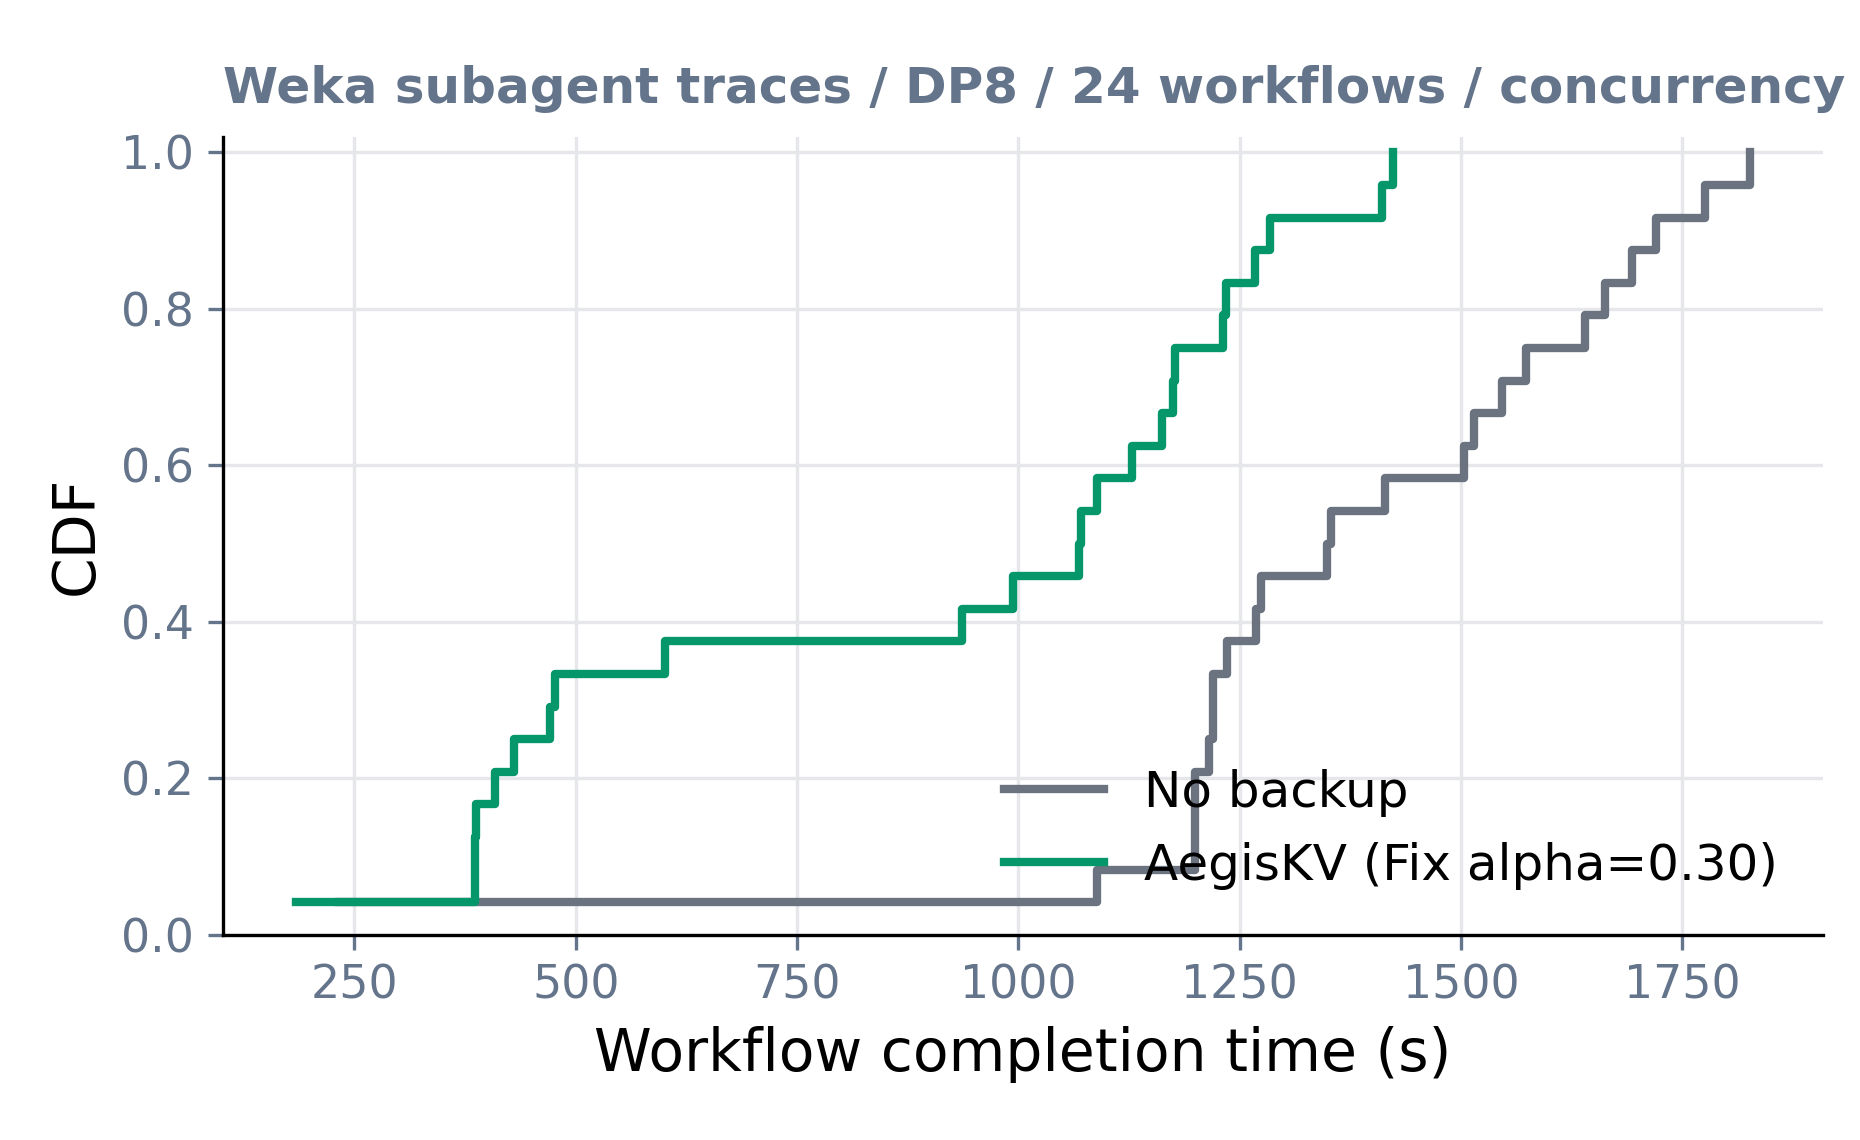 Weka subagent traces / DP8 / 24 workflows / concurrency
1.0
0.8
0.6
0.4
0.2
0.0
CDF
No backup
AegisKV (Fix alpha=0.30)
250 500 750 1000 1250 1500 1750
Workflow completion time (s)